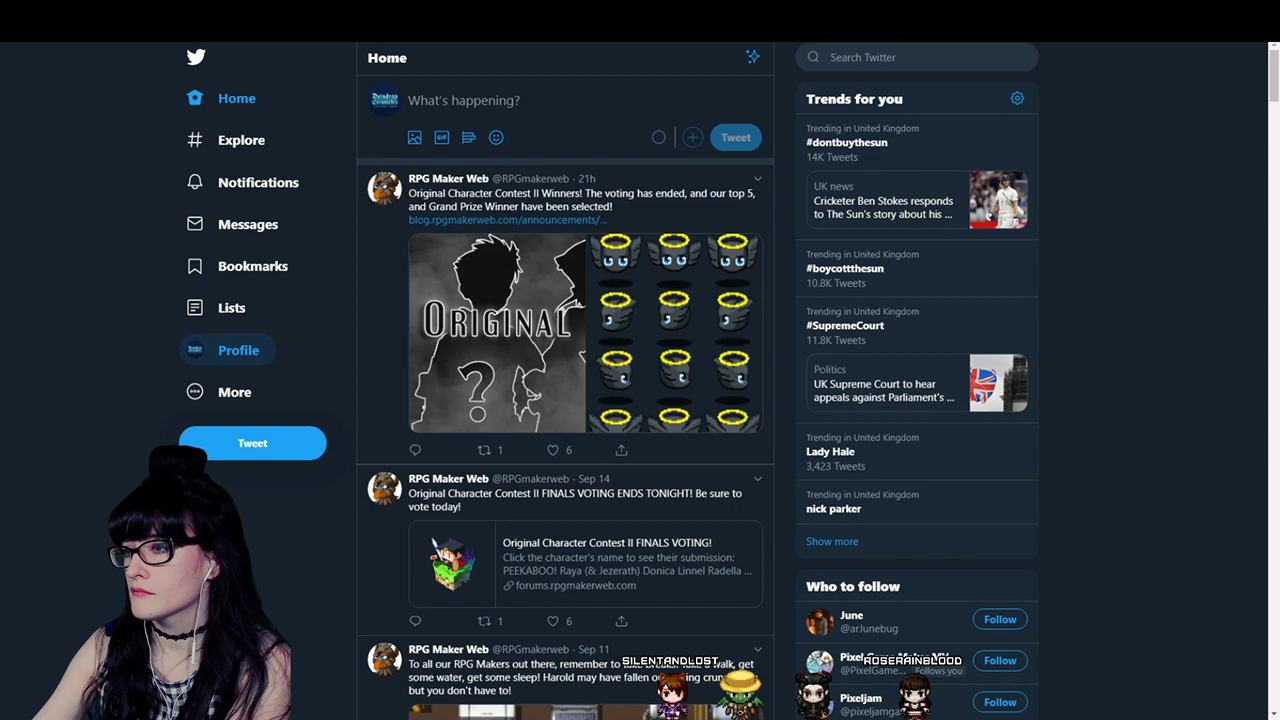 Home
Explore
Notifications
Messages
Bookmarks
Lists
Profile
More
Tweet
Home
What's happening?
GIF
Tweet
RPG Maker Web @RPGmakerweb · 21h
Original Character Contest II Winners! The voting has ended, and our top 5,
and Grand Prize Winner have been selected!
blog.rpgmakerweb.com/announcements/...
ORIGINAL
?
1
6
RPG Maker Web @RPGmakerweb · Sep 14
Original Character Contest II FINALS VOTING ENDS TONIGHT! Be sure to
vote today!
Original Character Contest II FINALS VOTING!
Click the character's name to see their submission:
PEEKABOO! Raya (& Jezerath) Donica Linnel Radella ...
forums.rpgmakerweb.com
1
6
RPG Maker Web @RPGmakerweb · Sep 11
To all our RPG Makers out there, remember to take breaks! walk, get
some water, get some sleep! Harold may have fallen
but you don't have to!
SILENTANDLOST
ROSERAINBLOOD
Search Twitter
Trends for you
Trending in United Kingdom
#dontbuythesun
14K Tweets
UK news
Cricketer Ben Stokes responds
to The Sun's story about his ...
Trending in United Kingdom
#boycottthesun
10.8K Tweets
Trending in United Kingdom
#SupremeCourt
11.8K Tweets
Politics
UK Supreme Court to hear
appeals against Parliament's ...
Trending in United Kingdom
Lady Hale
3,423 Tweets
Trending in United Kingdom
nick parker
Show more
Who to follow
June
@arJunebug
Follow
Pixel
@PixelGame... Follows you
Follow
Pixeljam
@pixeljamga
Follow